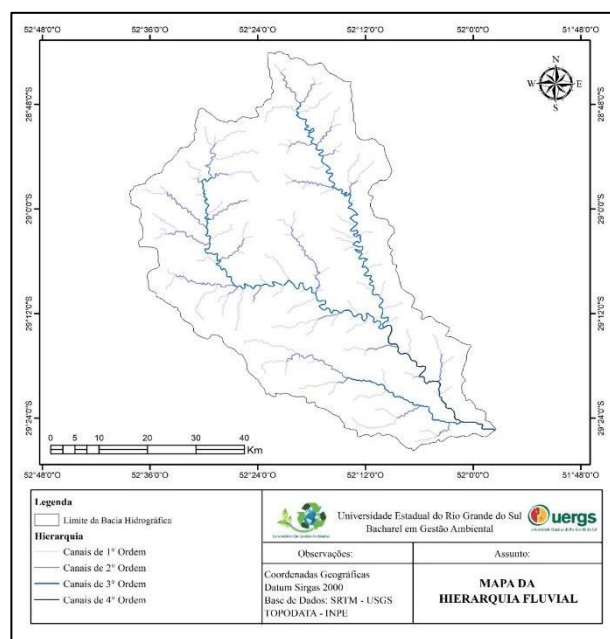 52°48'0"O 52°36'0"O 52°24'0"O 52°12'0"O 52°0'0"O 51°48'0"O
N
W E
S
28°48'0"S 28°48'0"S
29°0'0"S 29°0'0"S
29°12'0"S 29°12'0"S
29°24'0"S 29°24'0"S
0 5 10 20 30 40
Km
52°48'0"O 52°36'0"O 52°24'0"O 52°12'0"O 52°0'0"O 51°48'0"O
Legenda
Limite da Bacia Hidrográfica
Hierarquia
Canais de 1° Ordem
Canais de 2° Ordem
Canais de 3° Ordem
Canais de 4° Ordem
Universidade Estadual do Rio Grande do Sul
Bacharel em Gestão Ambiental
uergs
Observações:
Assunto:
Coordenadas Geográficas
Datum Sirgas 2000
Base de Dados: SRTM - USGS
TOPODATA - INPE
MAPA DA
HIERARQUIA FLUVIAL